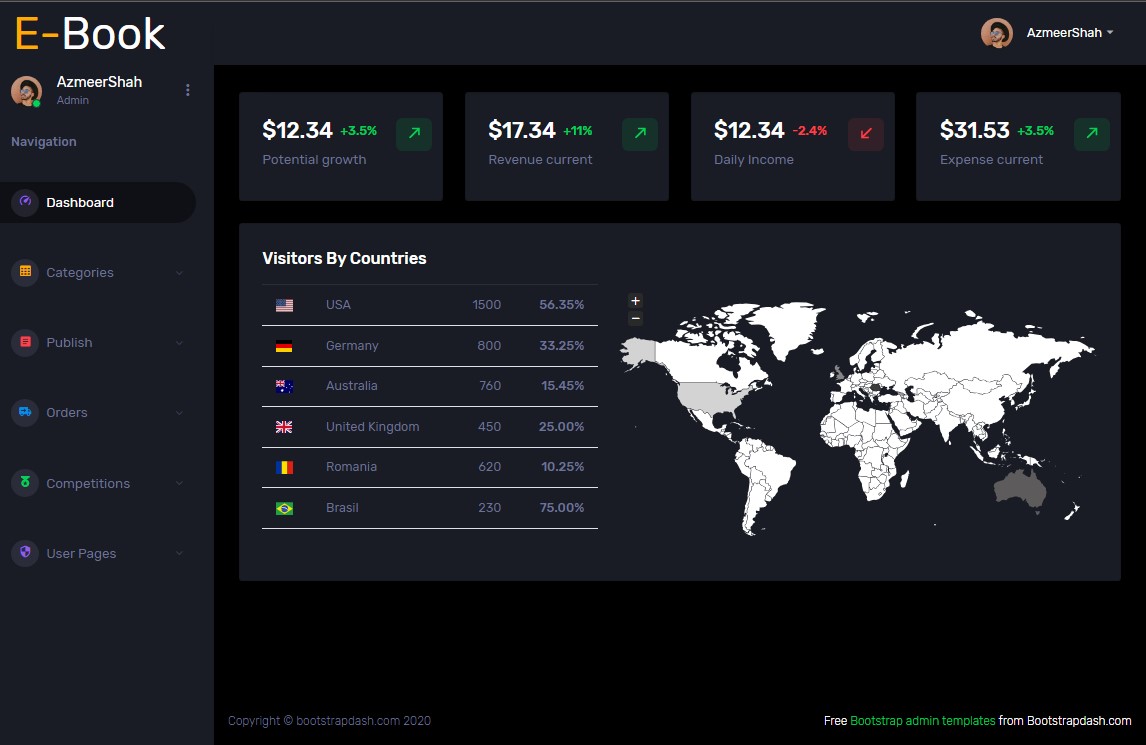 E-Book
AzmeerShah
AzmeerShah
Admin
Navigation
Dashboard
Categories
Publish
Orders
Competitions
User Pages
$12.34 +3.5%
Potential growth
$17.34 +11%
Revenue current
$12.34 -2.4%
Daily Income
$31.53 +3.5%
Expense current
Visitors By Countries
USA 1500 56.35%
Germany 800 33.25%
Australia 760 15.45%
United Kingdom 450 25.00%
Romania 620 10.25%
Brasil 230 75.00%
+
−
Copyright © bootstrapdash.com 2020
Free Bootstrap admin templates from Bootstrapdash.com